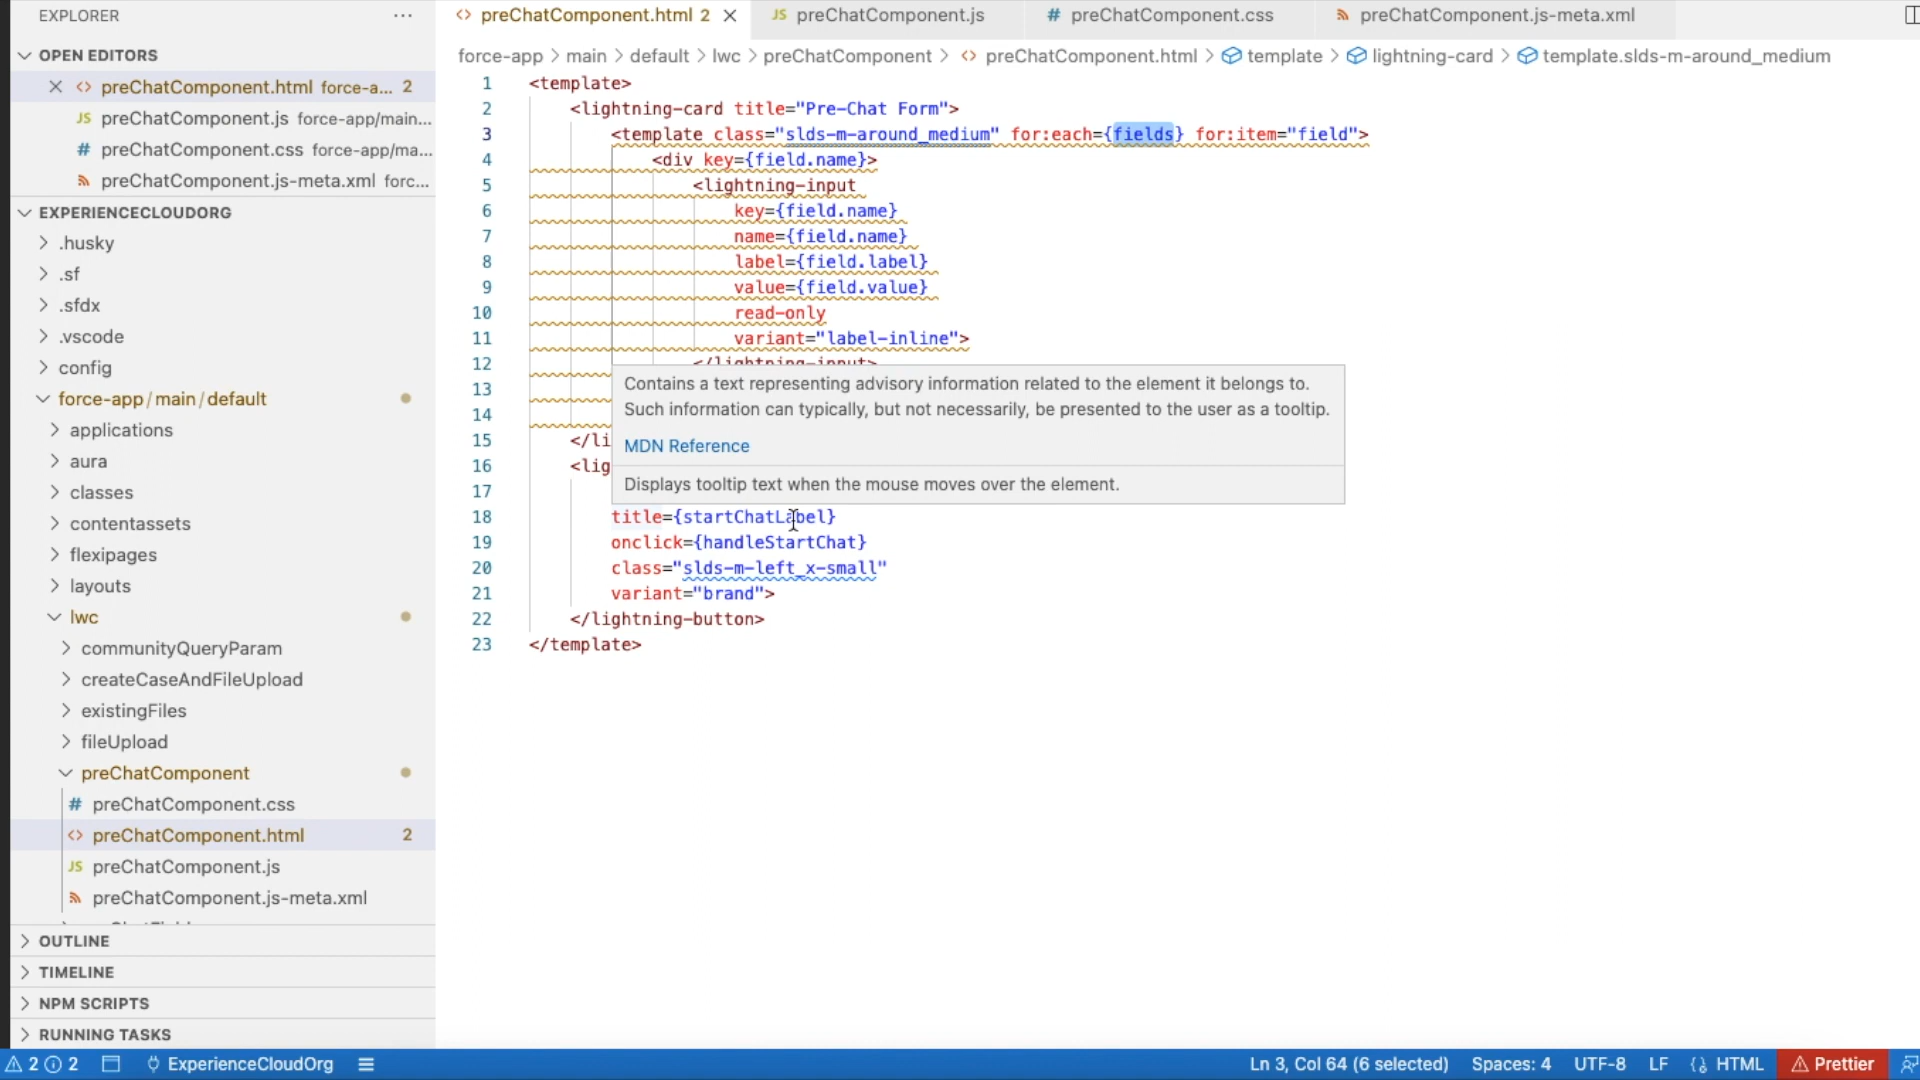 EXPLORER
OPEN EDITORS
preChatComponent.html force-a... 2
JS preChatComponent.js force-app/main...
# preChatComponent.css force-app/ma...
preChatComponent.js-meta.xml forc...
EXPERIENCECLOUDORG
.husky
.sf
.sfdx
.vscode
config
force-app/main/default
applications
aura
classes
contentassets
flexipages
layouts
lwc
communityQueryParam
createCaseAndFileUpload
existingFiles
fileUpload
preChatComponent
# preChatComponent.css
<> preChatComponent.html 2
JS preChatComponent.js
preChatComponent.js-meta.xml
OUTLINE
TIMELINE
NPM SCRIPTS
RUNNING TASKS
<> preChatComponent.html 2 JS preChatComponent.js # preChatComponent.css preChatComponent.js-meta.xml
force-app > main > default > lwc > preChatComponent > <> preChatComponent.html > template > lightning-card > template.slds-m-around_medium
1 <template>
2 <lightning-card title="Pre-Chat Form">
3 <template class="slds-m-around_medium" for:each={fields} for:item="field">
4 <div key={field.name}>
5 <lightning-input
6 key={field.name}
7 name={field.name}
8 label={field.label}
9 value={field.value}
10 read-only
11 variant="label-inline">
12 </lightning-input>
13
14
15 </li
16 <lig
17
Contains a text representing advisory information related to the element it belongs to.
Such information can typically, but not necessarily, be presented to the user as a tooltip.
MDN Reference
Displays tooltip text when the mouse moves over the element.
18 title={startChatLabel}
19 onclick={handleStartChat}
20 class="slds-m-left_x-small"
21 variant="brand">
22 </lightning-button>
23 </template>
2 2 ExperienceCloudOrg Ln 3, Col 64 (6 selected) Spaces: 4 UTF-8 LF {} HTML Prettier